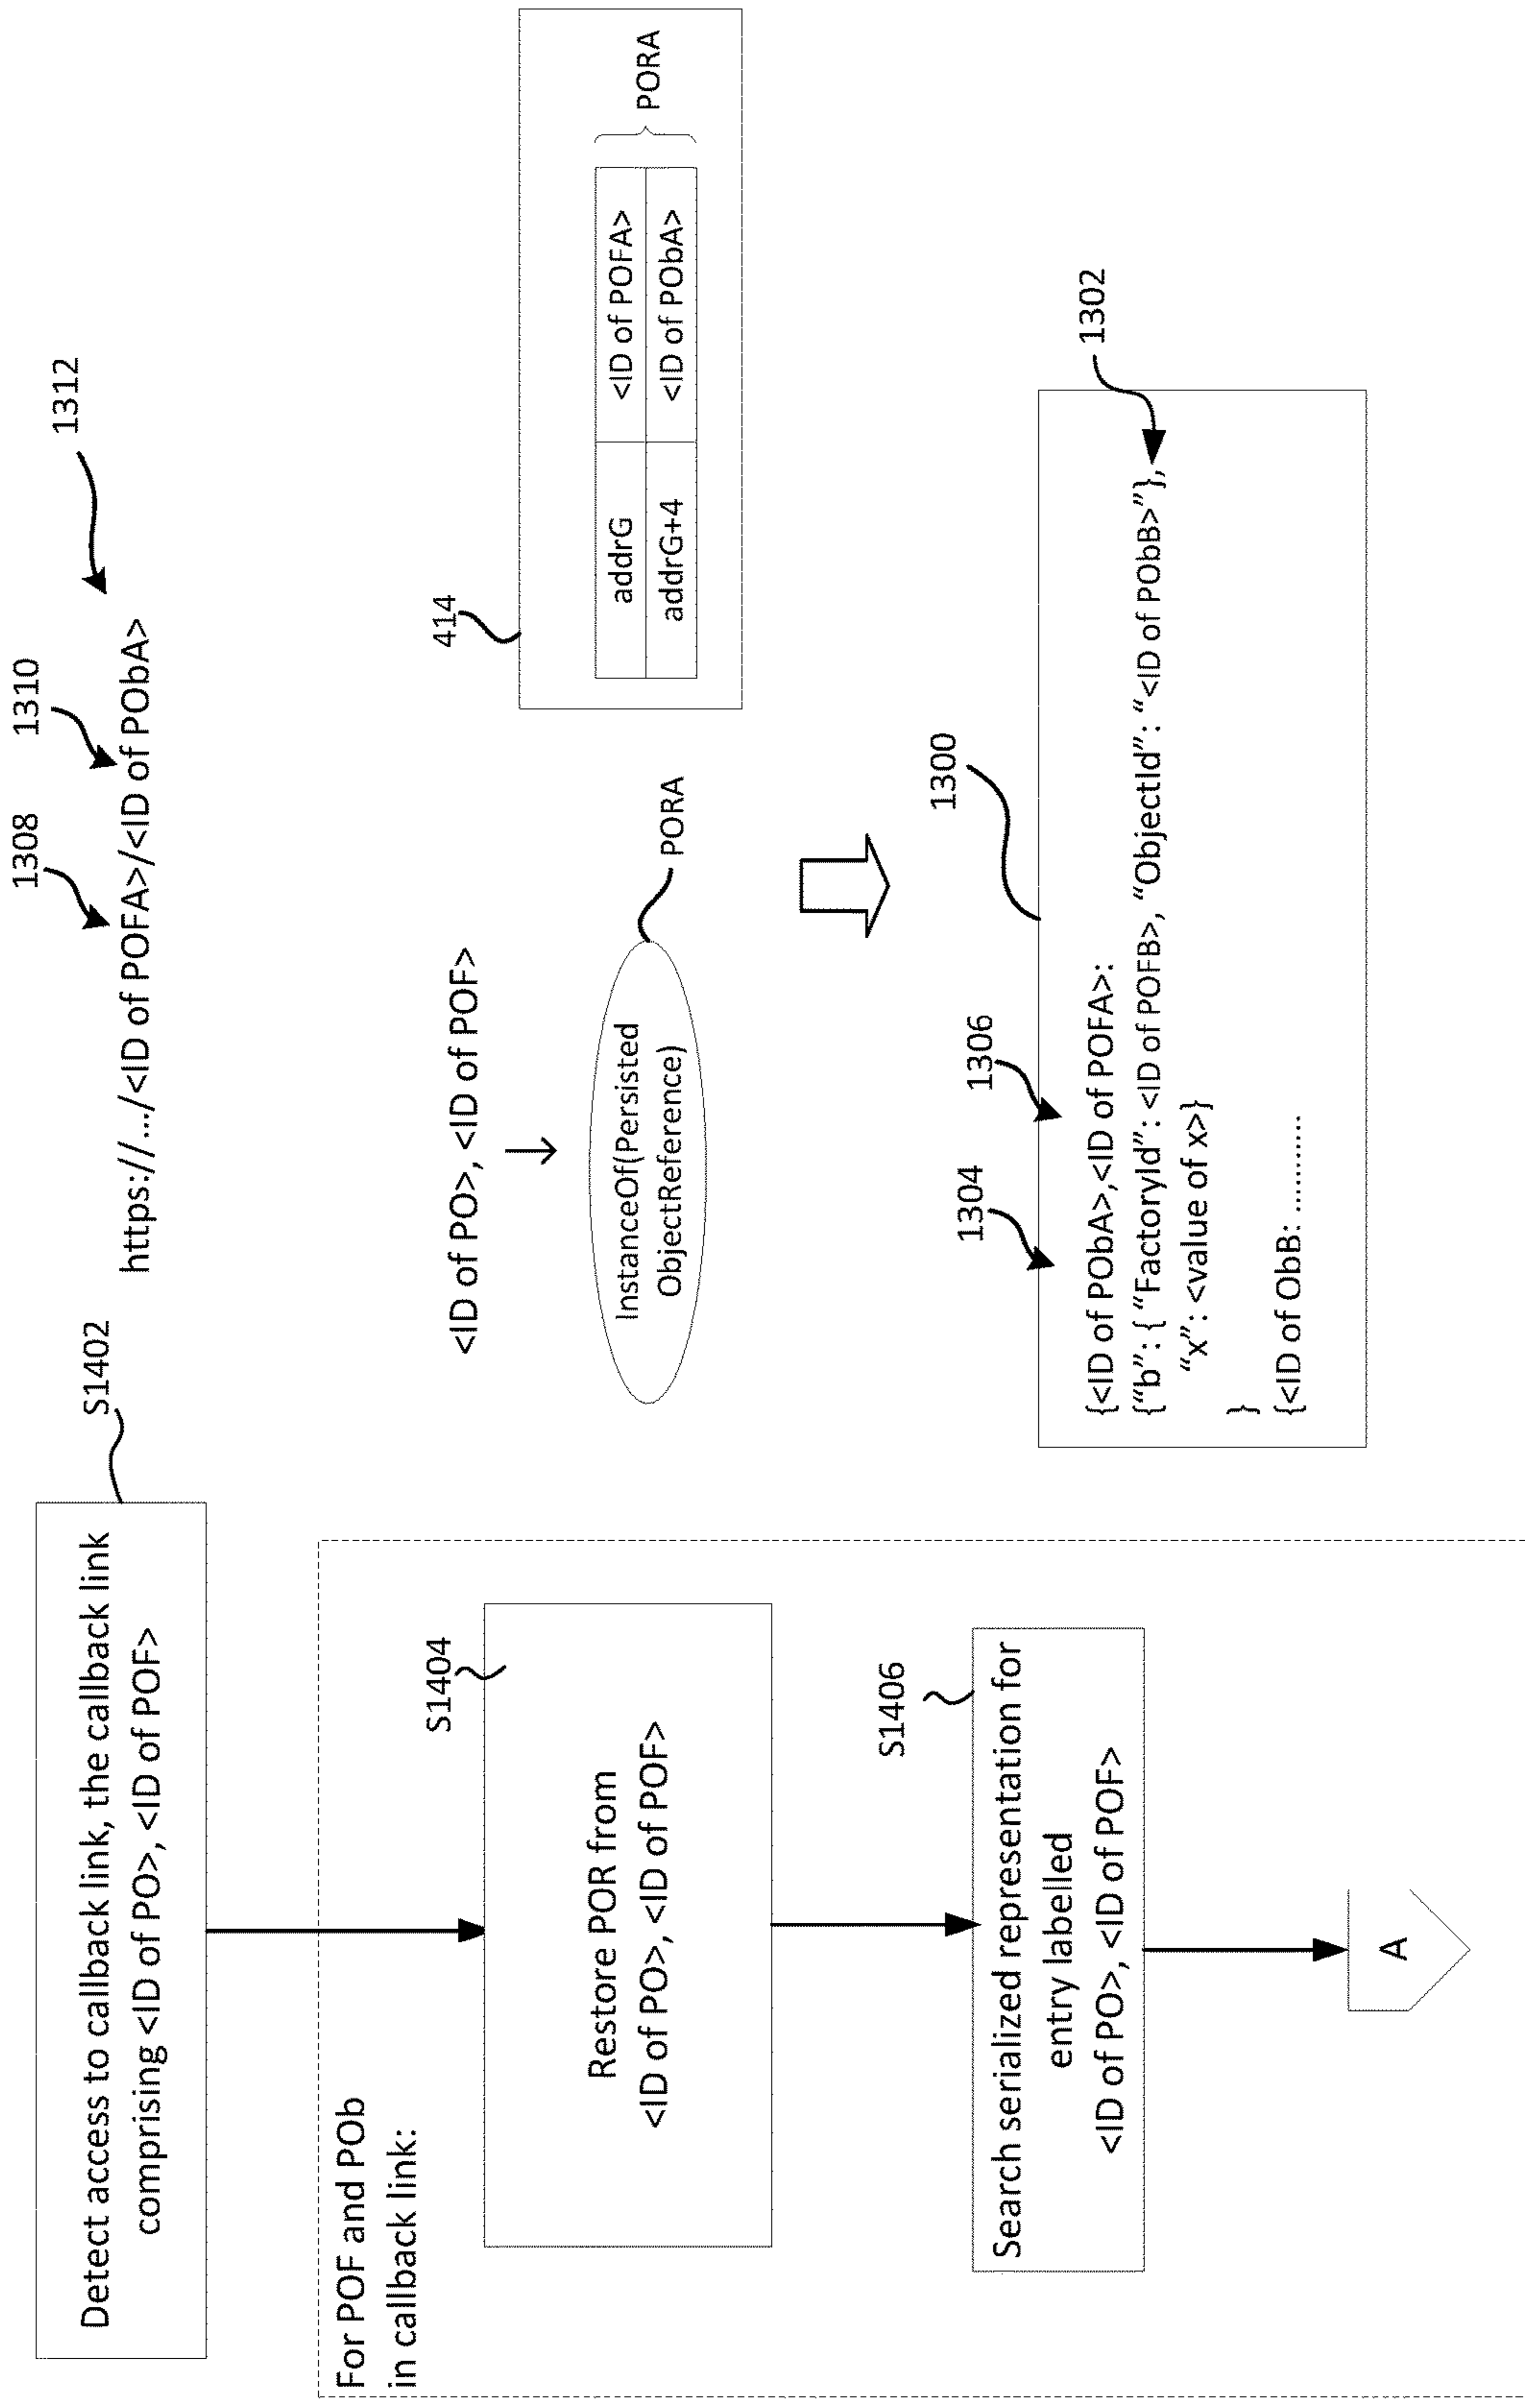 Detect access to callback link, the callback link
comprising <ID of PO>, <ID of POF>
S1402
For POF and POb
in callback link:
S1404
Restore POR from
<ID of PO>, <ID of POF>
S1406
Search serialized representation for
entry labelled
<ID of PO>, <ID of POF>
A
1308
1310
1312
https://.../<ID of POFA>/<ID of PObA>
<ID of PO>, <ID of POF>
InstanceOf(Persisted
ObjectReference)
PORA
414
addrG
<ID of POFA>
addrG+4
<ID of PObA>
PORA
1300
1302
1304
1306
{<ID of PObA>,<ID of POFA>:
{“b”: { “FactoryId”: <ID of POFB>, “ObjectId”: “<ID of PObB>”},
“x”: <value of x>}
}
{<ID of ObB: ..........